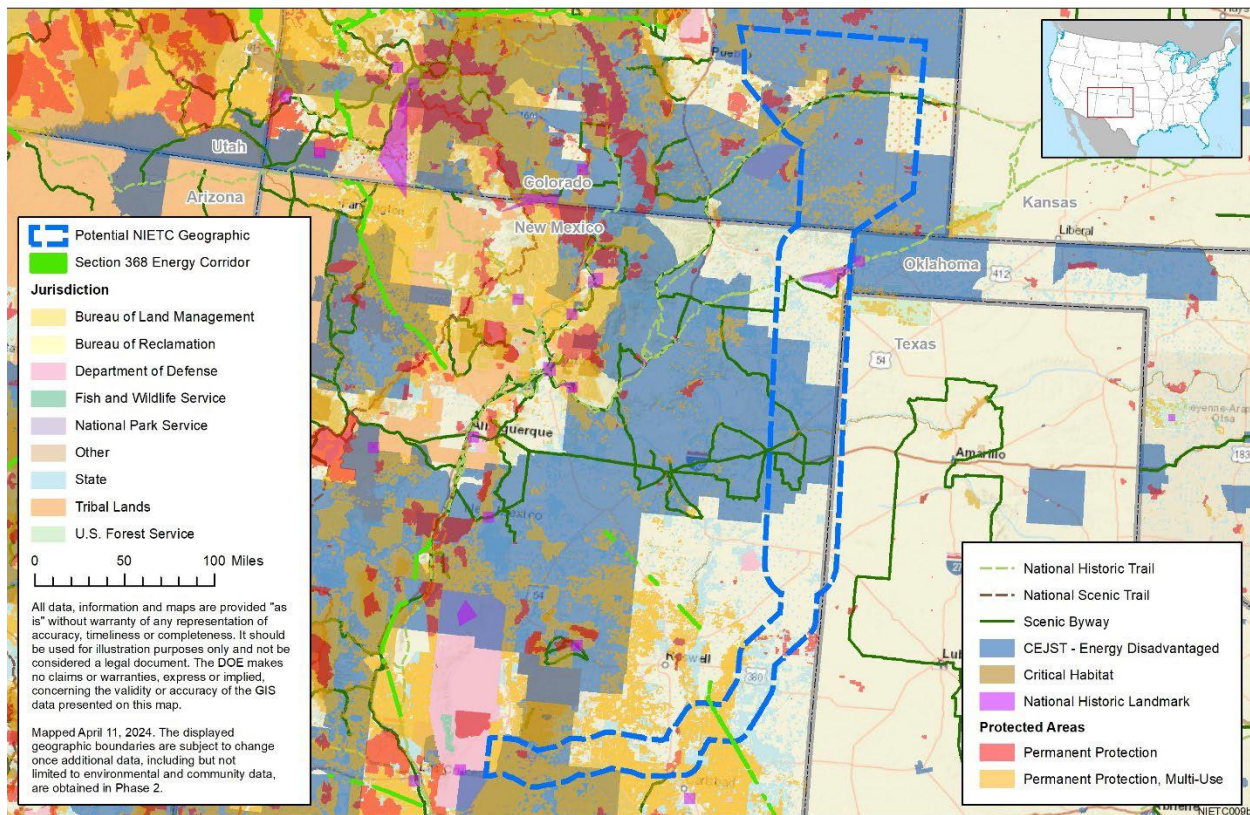 Utah
Arizona
Colorado
New Mexico
Kansas
Liberal
Oklahoma
412
Texas
54
Albuquerque
Amarillo
183
54
380
27
Potential NIETC Geographic
Section 368 Energy Corridor
Jurisdiction
Bureau of Land Management
Bureau of Reclamation
Department of Defense
Fish and Wildlife Service
National Park Service
Other
State
Tribal Lands
U.S. Forest Service
0 50 100 Miles
All data, information and maps are provided "as
is" without warranty of any representation of
accuracy, timeliness or completeness. It should
be used for illustration purposes only and not be
considered a legal document. The DOE makes
no claims or warranties, express or implied,
concerning the validity or accuracy of the GIS
data presented on this map.
Mapped April 11, 2024. The displayed
geographic boundaries are subject to change
once additional data, including but not
limited to environmental and community data,
are obtained in Phase 2.
National Historic Trail
National Scenic Trail
Scenic Byway
CEJST - Energy Disadvantaged
Critical Habitat
National Historic Landmark
Protected Areas
Permanent Protection
Permanent Protection, Multi-Use